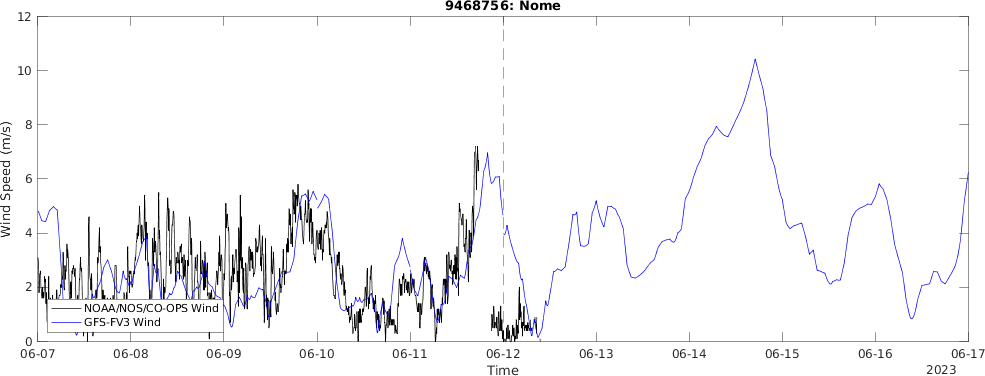 9468756: Nome
12
10
8
6
4
2
0
Wind Speed (m/s)
NOAA/NOS/CO-OPS Wind
GFS-FV3 Wind
06-07 06-08 06-09 06-10 06-11 06-12 06-13 06-14 06-15 06-16 06-17
Time
2023